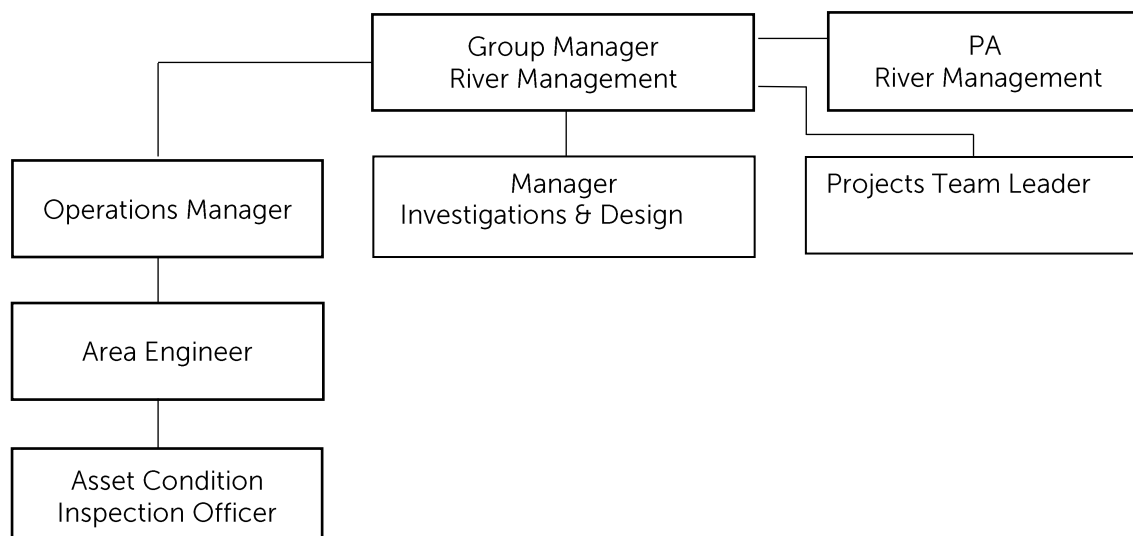 Group Manager
River Management
PA
River Management
Operations Manager
Manager
Investigations & Design
Projects Team Leader
Area Engineer
Asset Condition
Inspection Officer